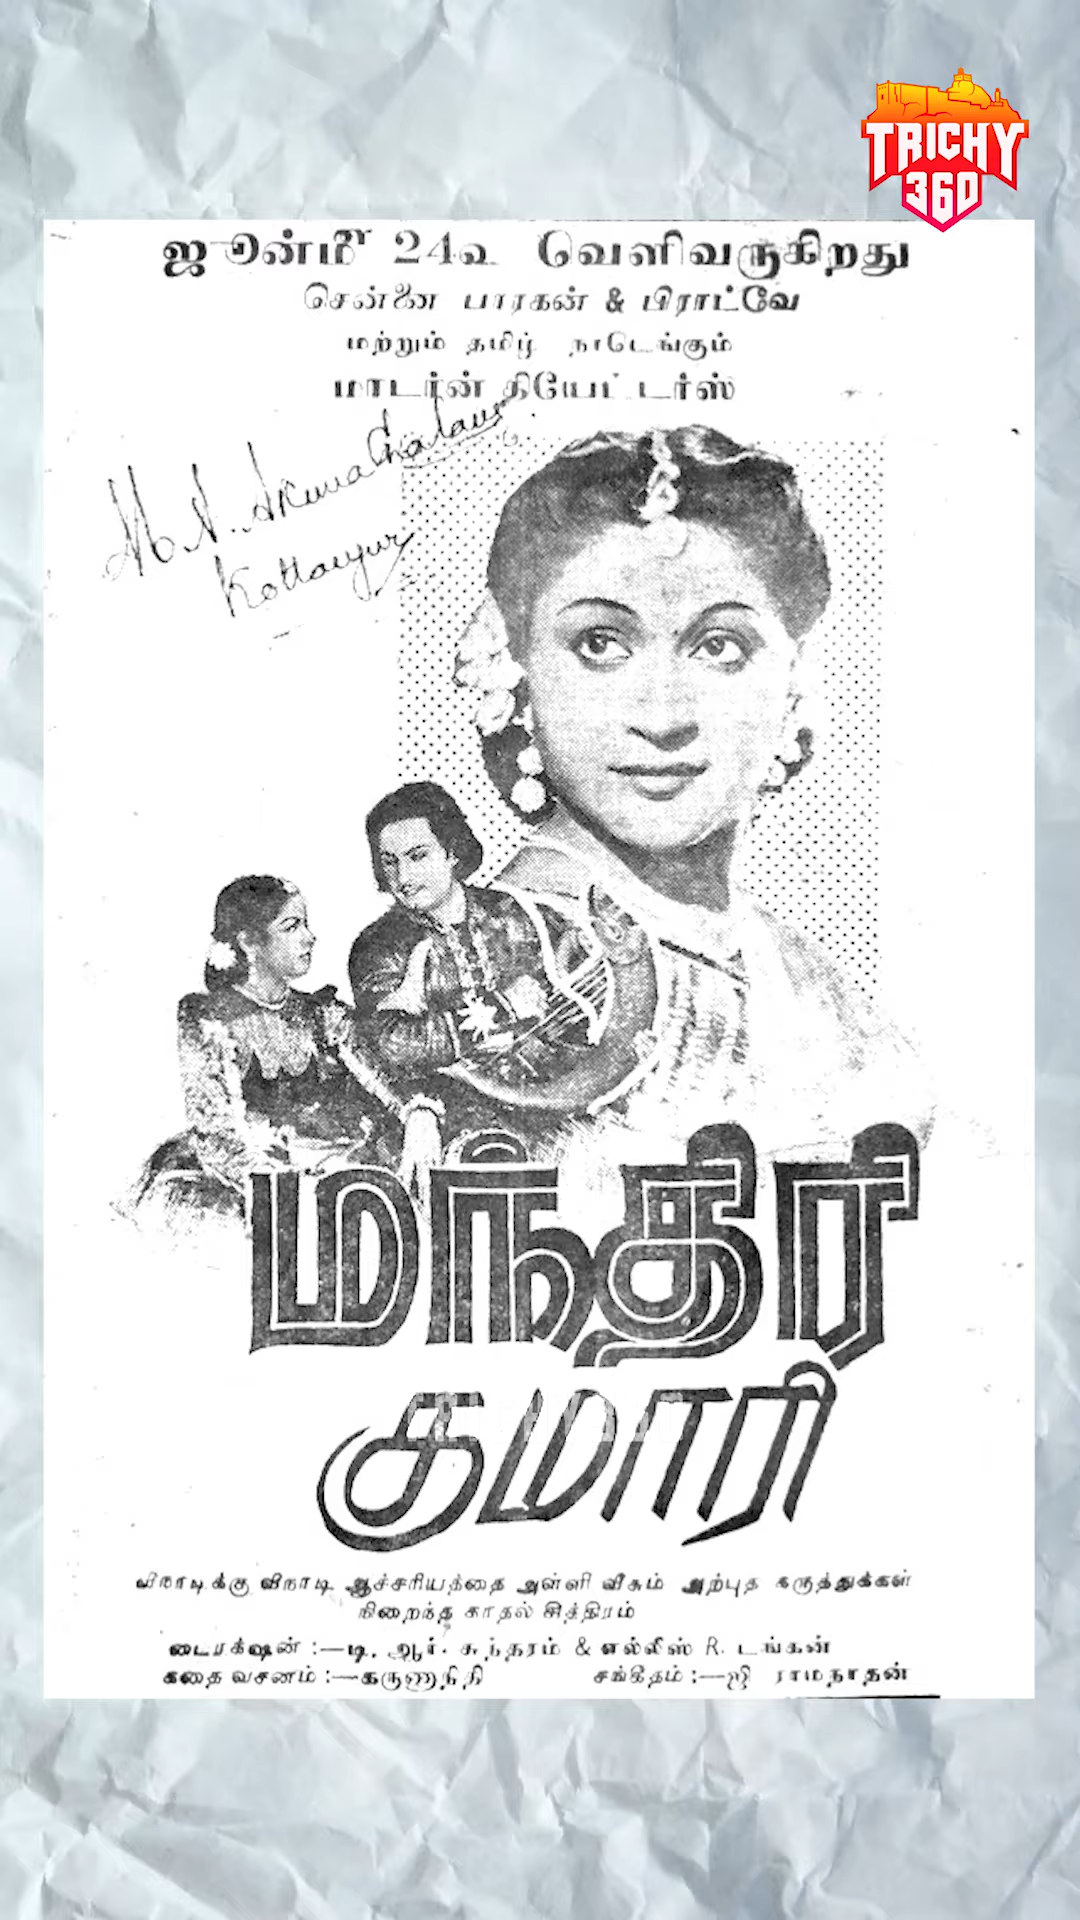 TRICHY
360
ஜூன்மீ 24உ வெளிவருகிறது
சென்னை பாரகன் & பிராட்வே
மற்றும் தமிழ் நாடெங்கும்
மாடர்ன் தியேட்டர்ஸ்
M. A. Arunachalam
Kottaiyur
மந்திரி
குமாரி
விநாடிக்கு விநாடி ஆச்சரியத்தை அள்ளி வீசும் அற்புத கருத்துக்கள்
நிறைந்த காதல் சித்திரம்
டைரக்ஷன் :—டி. ஆர். சுந்தரம் & எல்லிஸ் R. டங்கன்
கதை வசனம் :—கருணாநிதி சங்கீதம் :—ஜி ராமநாதன்